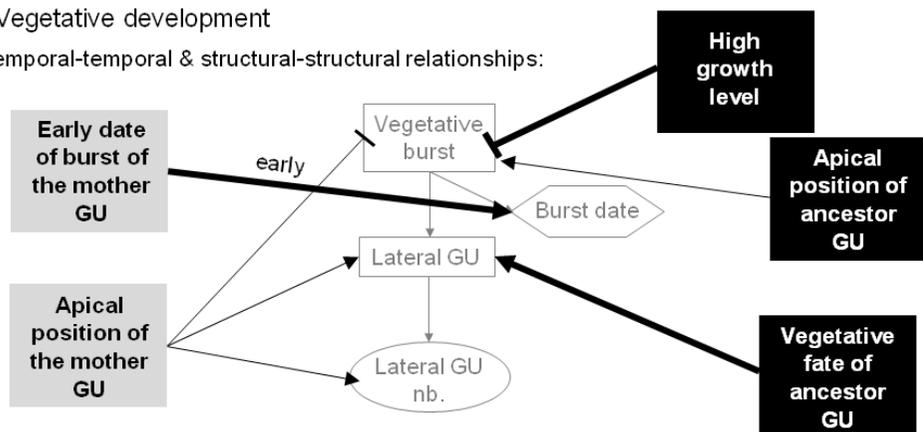 Vegetative development
emporal-temporal & structural-structural relationships:
High
growth
level
Early date
of burst of
the mother
GU
early
Vegetative
burst
Apical
position of
ancestor
GU
Burst date
Lateral GU
Apical
position of
the mother
GU
Lateral GU
nb.
Vegetative
fate of
ancestor
GU